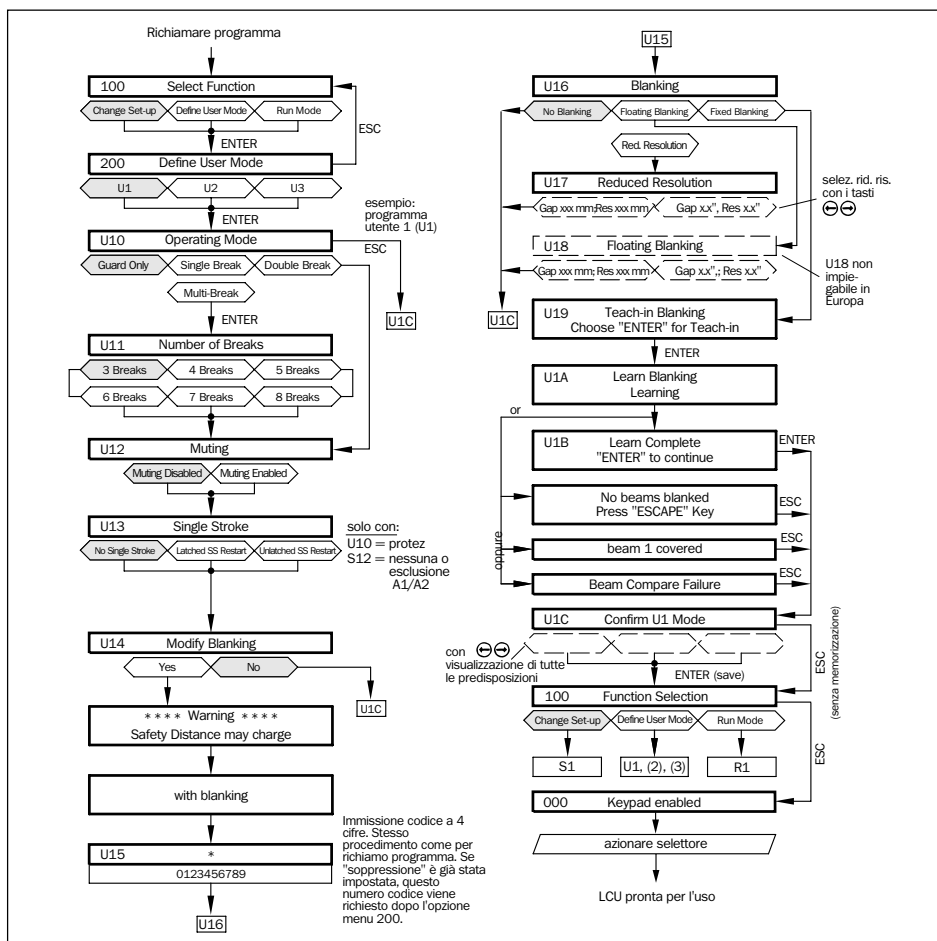 Richiamare programma
100 Select Function
Change Set-up Define User Mode Run Mode
ESC
ENTER
200 Define User Mode
U1 U2 U3
ENTER
esempio:
programma
utente 1 (U1)
U10 Operating Mode
ESC
Guard Only Single Break Double Break
Multi-Break
ENTER
U1C
U11 Number of Breaks
3 Breaks 4 Breaks 5 Breaks
6 Breaks 7 Breaks 8 Breaks
U12 Muting
Muting Disabled Muting Enabled
U13 Single Stroke
No Single Stroke Latched SS Restart Unlatched SS Restart
solo con:
U10 = protez
S12 = nessuna o
esclusione
A1/A2
U14 Modify Blanking
Yes No
U1C
* * * * Warning * * * *
Safety Distance may charge
with blanking
U15 *
0123456789
U16
Immissione codice a 4
cifre. Stesso
procedimento come per
richiamo programma. Se
"soppressione" è già stata
impostata, questo
numero codice viene
richiesto dopo l'opzione
menu 200.
U15
U16 Blanking
No Blanking Floating Blanking Fixed Blanking
Red. Resolution
U17 Reduced Resolution
Gap xxx mm;Res xxx mm Gap x.x", Res x.x"
selez. rid. ris.
con i tasti
U18 Floating Blanking
Gap xxx mm; Res xxx mm Gap x.x",; Res x.x"
U18 non
impie-
gabile in
Europa
U1C
U19 Teach-in Blanking
Choose "ENTER" for Teach-in
ENTER
U1A Learn Blanking
Learning
or
U1B Learn Complete
"ENTER" to continue
ENTER
No beams blanked
Press "ESCAPE" Key
ESC
oppure
beam 1 covered
ESC
Beam Compare Failure
ESC
U1C Confirm U1 Mode
con
visualizzazione di tutte
le predisposizioni
ENTER (save)
ESC
(senza memorizzazione)
100 Function Selection
Change Set-up Define User Mode Run Mode
S1 U1, (2), (3) R1
ESC
000 Keypad enabled
azionare selettore
LCU pronta per l'uso